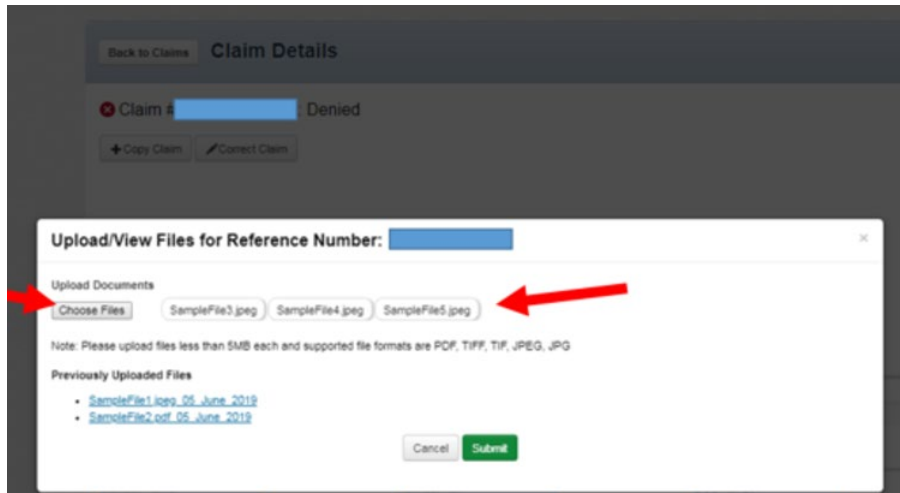 Back to Claims Claim Details
Claim # : Denied
Copy Claim Correct Claim
Upload/View Files for Reference Number:
Upload Documents
Choose Files SampleFile3.jpeg SampleFile4.jpeg SampleFile5.jpeg
Note: Please upload files less than 5MB each and supported file formats are PDF, TIFF, TIF, JPEG, JPG
Previously Uploaded Files
SampleFile1.jpeg_05_June_2019
SampleFile2.pdf_05_June_2019
Cancel Submit